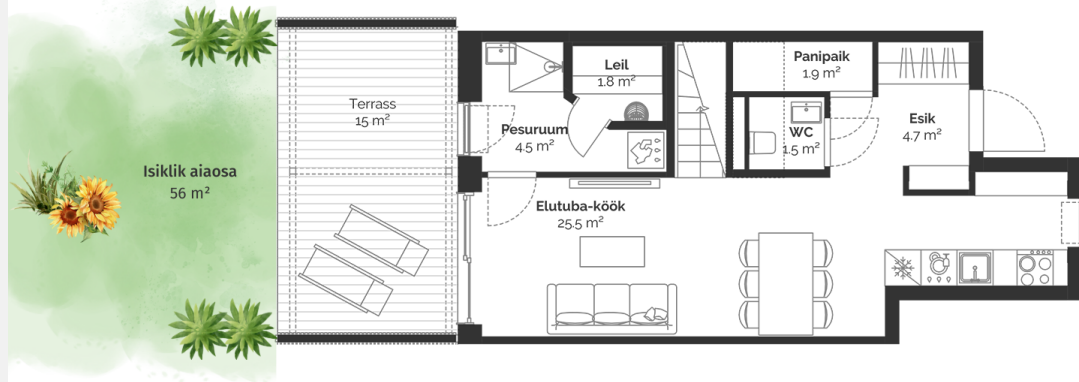 Isiklik aiaosa
56 m²
Terrass
15 m²
Pesuruum
4.5 m²
Leil
1.8 m²
Panipaik
1.9 m²
WC
1.5 m²
Esik
4.7 m²
Elutuba-köök
25.5 m²